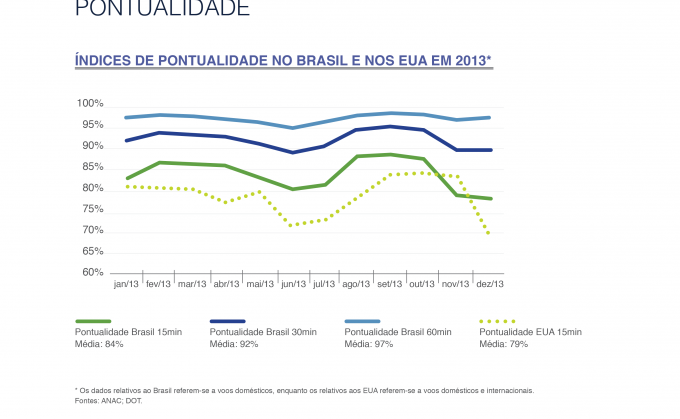 PONTUALIDADE
ÍNDICES DE PONTUALIDADE NO BRASIL E NOS EUA EM 2013*
100%
95%
90%
85%
80%
75%
70%
65%
60%
jan/13 fev/13 mar/13 abr/13 mai/13 jun/13 jul/13 ago/13 set/13 out/13 nov/13 dez/13
Pontualidade Brasil 15min Pontualidade Brasil 30min Pontualidade Brasil 60min Pontualidade EUA 15min
Média: 84% Média: 92% Média: 97% Média: 79%
* Os dados relativos ao Brasil referem-se a voos domésticos, enquanto os relativos aos EUA referem-se a voos domésticos e internacionais.
Fontes: ANAC; DOT.